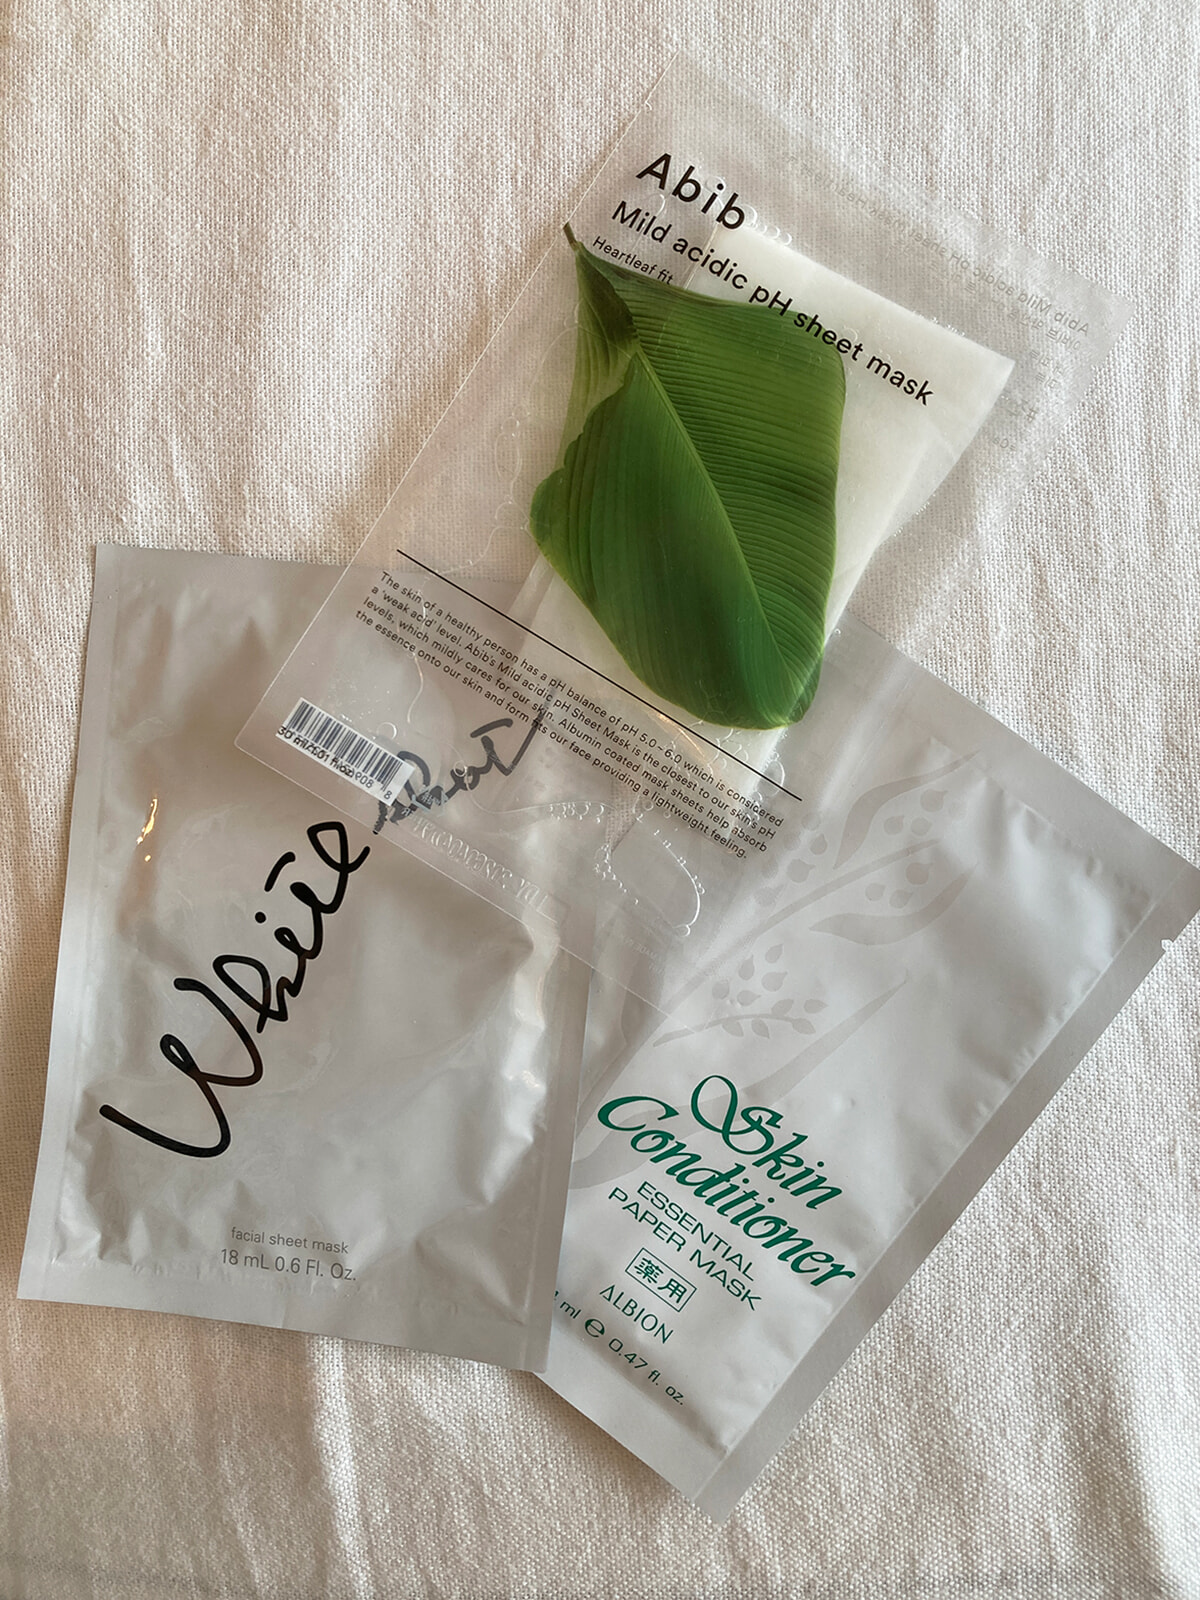 Abib
Mild acidic pH sheet mask
Heartleaf fit
The skin of a healthy person has a pH balance of pH 5.0~6.0 which is considered
a 'weak acid' level. Abib's Mild acidic pH Sheet Mask is the closest to our skin's pH
levels, which mildly cares for our skin. Albumin coated mask sheets help absorb
the essence onto our skin and form fits our face providing a lightweight feeling.
White
facial sheet mask
18 mL 0.6 Fl. Oz.
Skin
Conditioner
ESSENTIAL
PAPER MASK
薬用
ALBION
ml e 0.47 fl. oz.